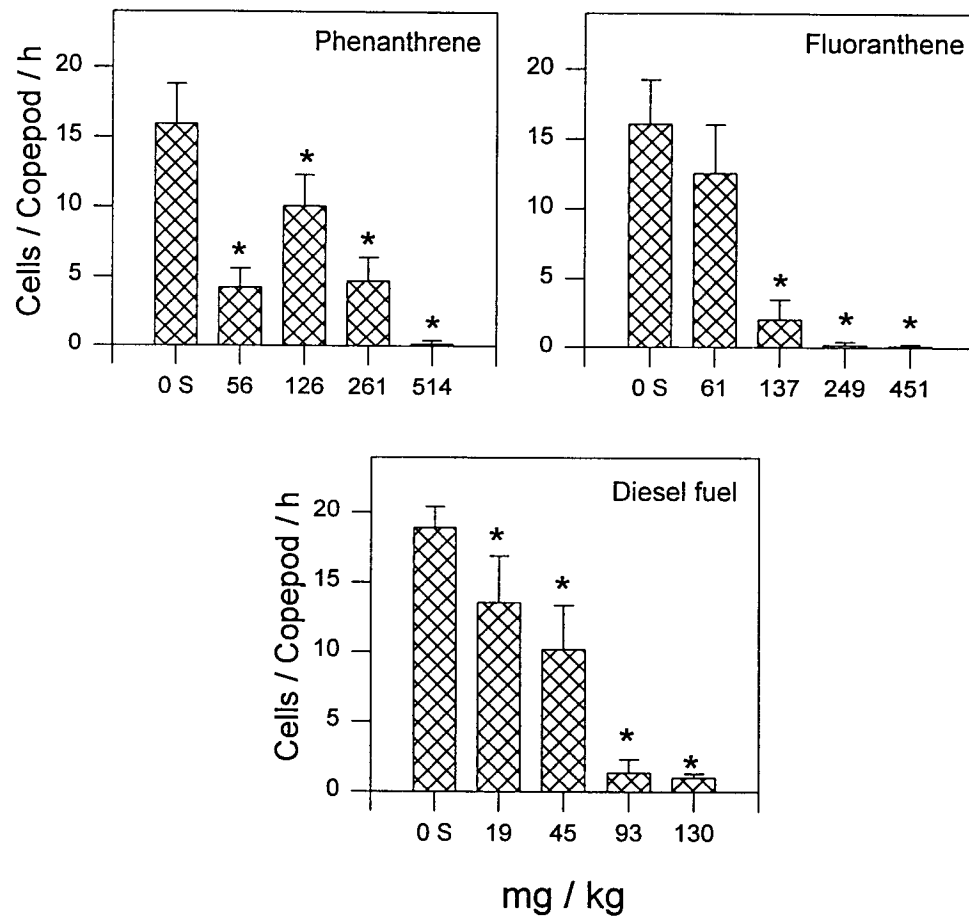 Phenanthrene
Cells / Copepod / h
20
15
10
5
0
*
*
*
*
0 S 56 126 261 514
Fluoranthene
20
15
10
5
0
*
*
*
0 S 61 137 249 451
Diesel fuel
Cells / Copepod / h
20
15
10
5
0
*
*
*
*
0 S 19 45 93 130
mg / kg